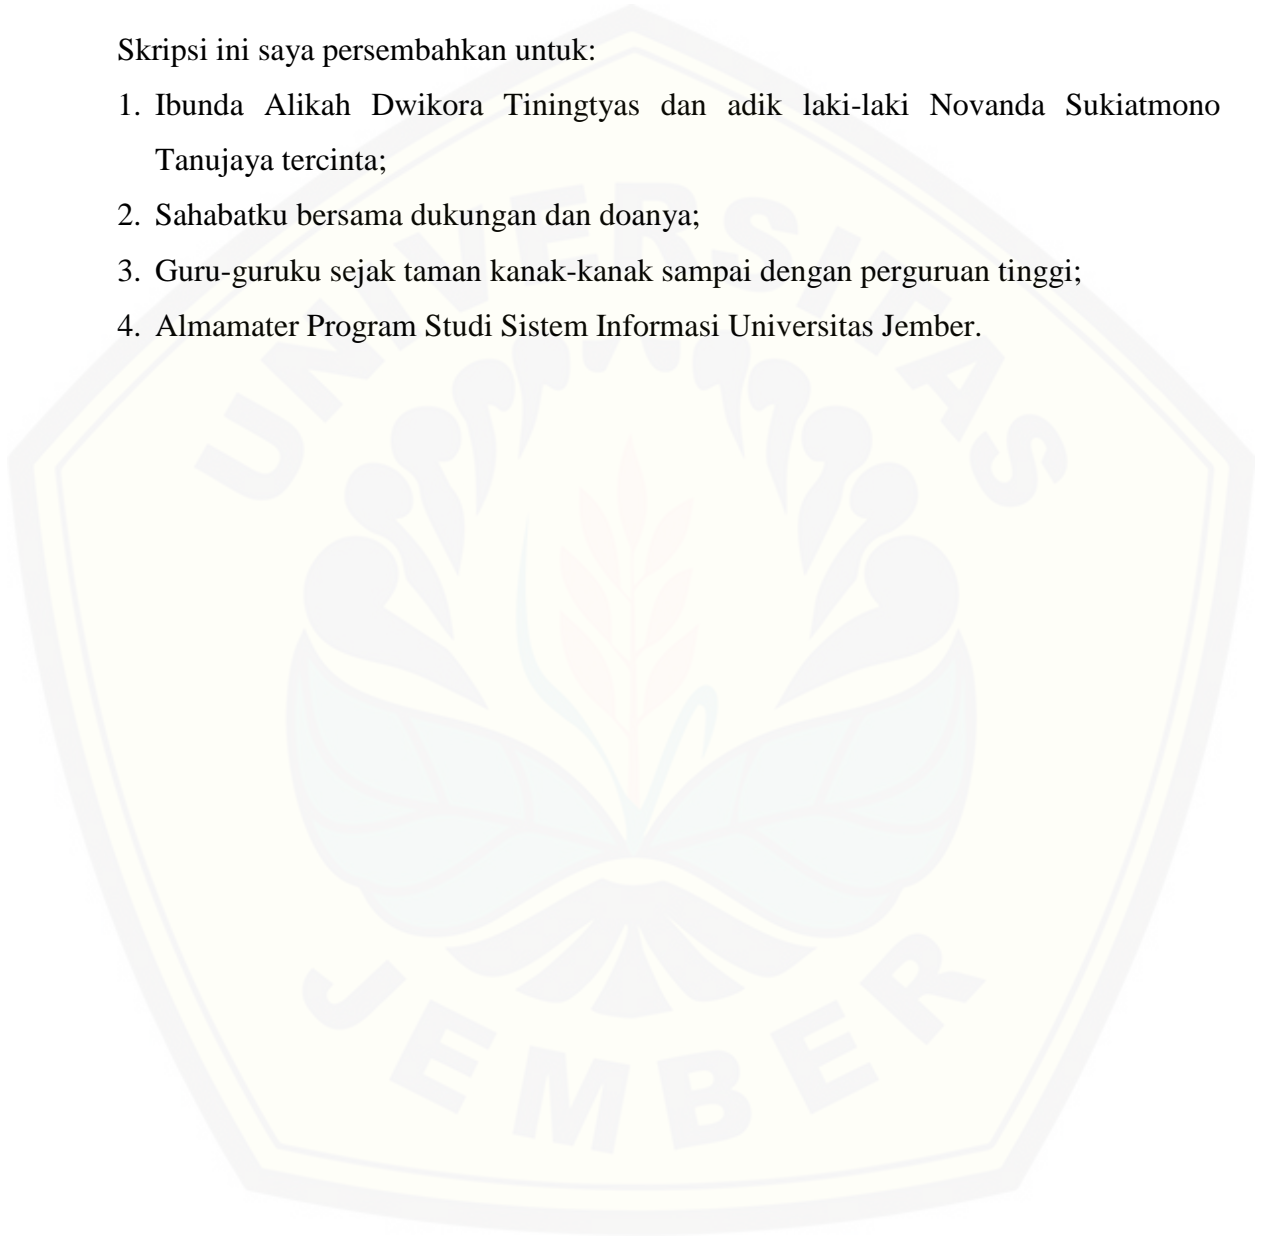 Skripsi ini saya persembahkan untuk:
1. Ibunda Alikah Dwikora Tiningtyas dan adik laki-laki Novanda Sukiatmono
Tanujaya tercinta;
2. Sahabatku bersama dukungan dan doanya;
3. Guru-guruku sejak taman kanak-kanak sampai dengan perguruan tinggi;
4. Almamater Program Studi Sistem Informasi Universitas Jember.
UNIVERSITAS
JEMBER